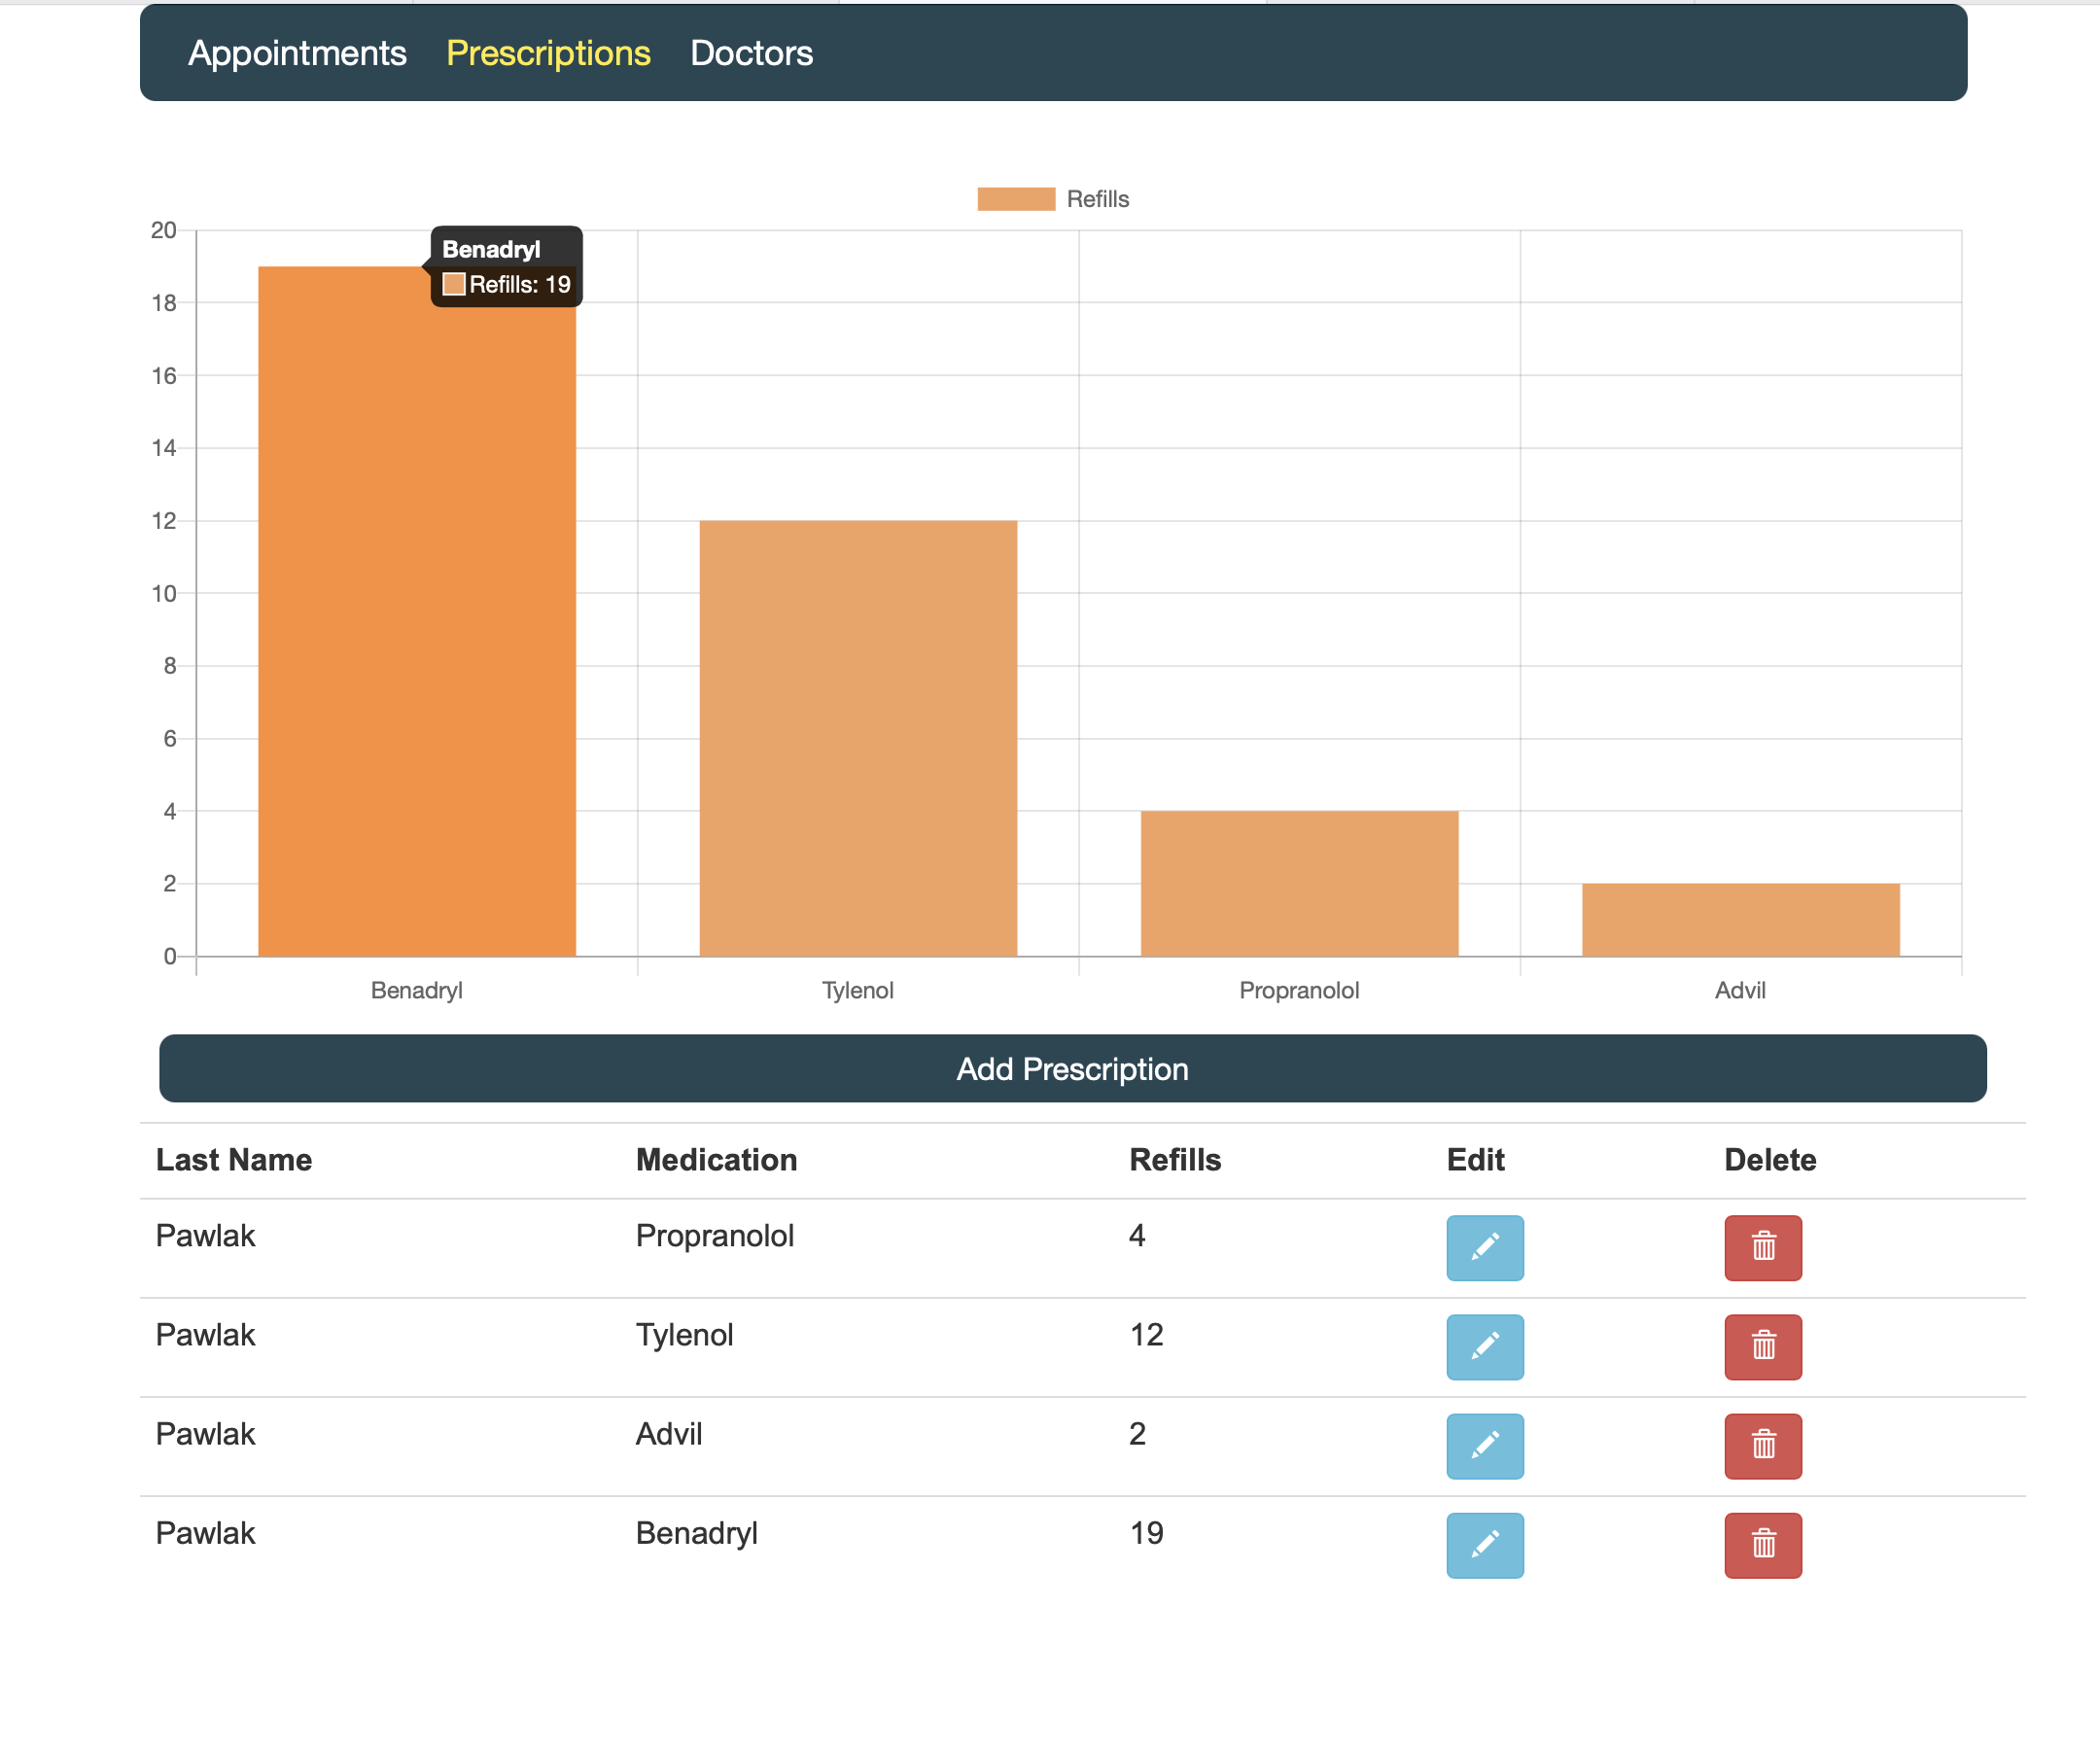 Appointments Prescriptions Doctors
Refills
20
Benadryl
Refills: 19
18
16
14
12
10
8
6
4
2
0
Benadryl Tylenol Propranolol Advil
Add Prescription
Last Name Medication Refills Edit Delete
Pawlak Propranolol 4
Pawlak Tylenol 12
Pawlak Advil 2
Pawlak Benadryl 19